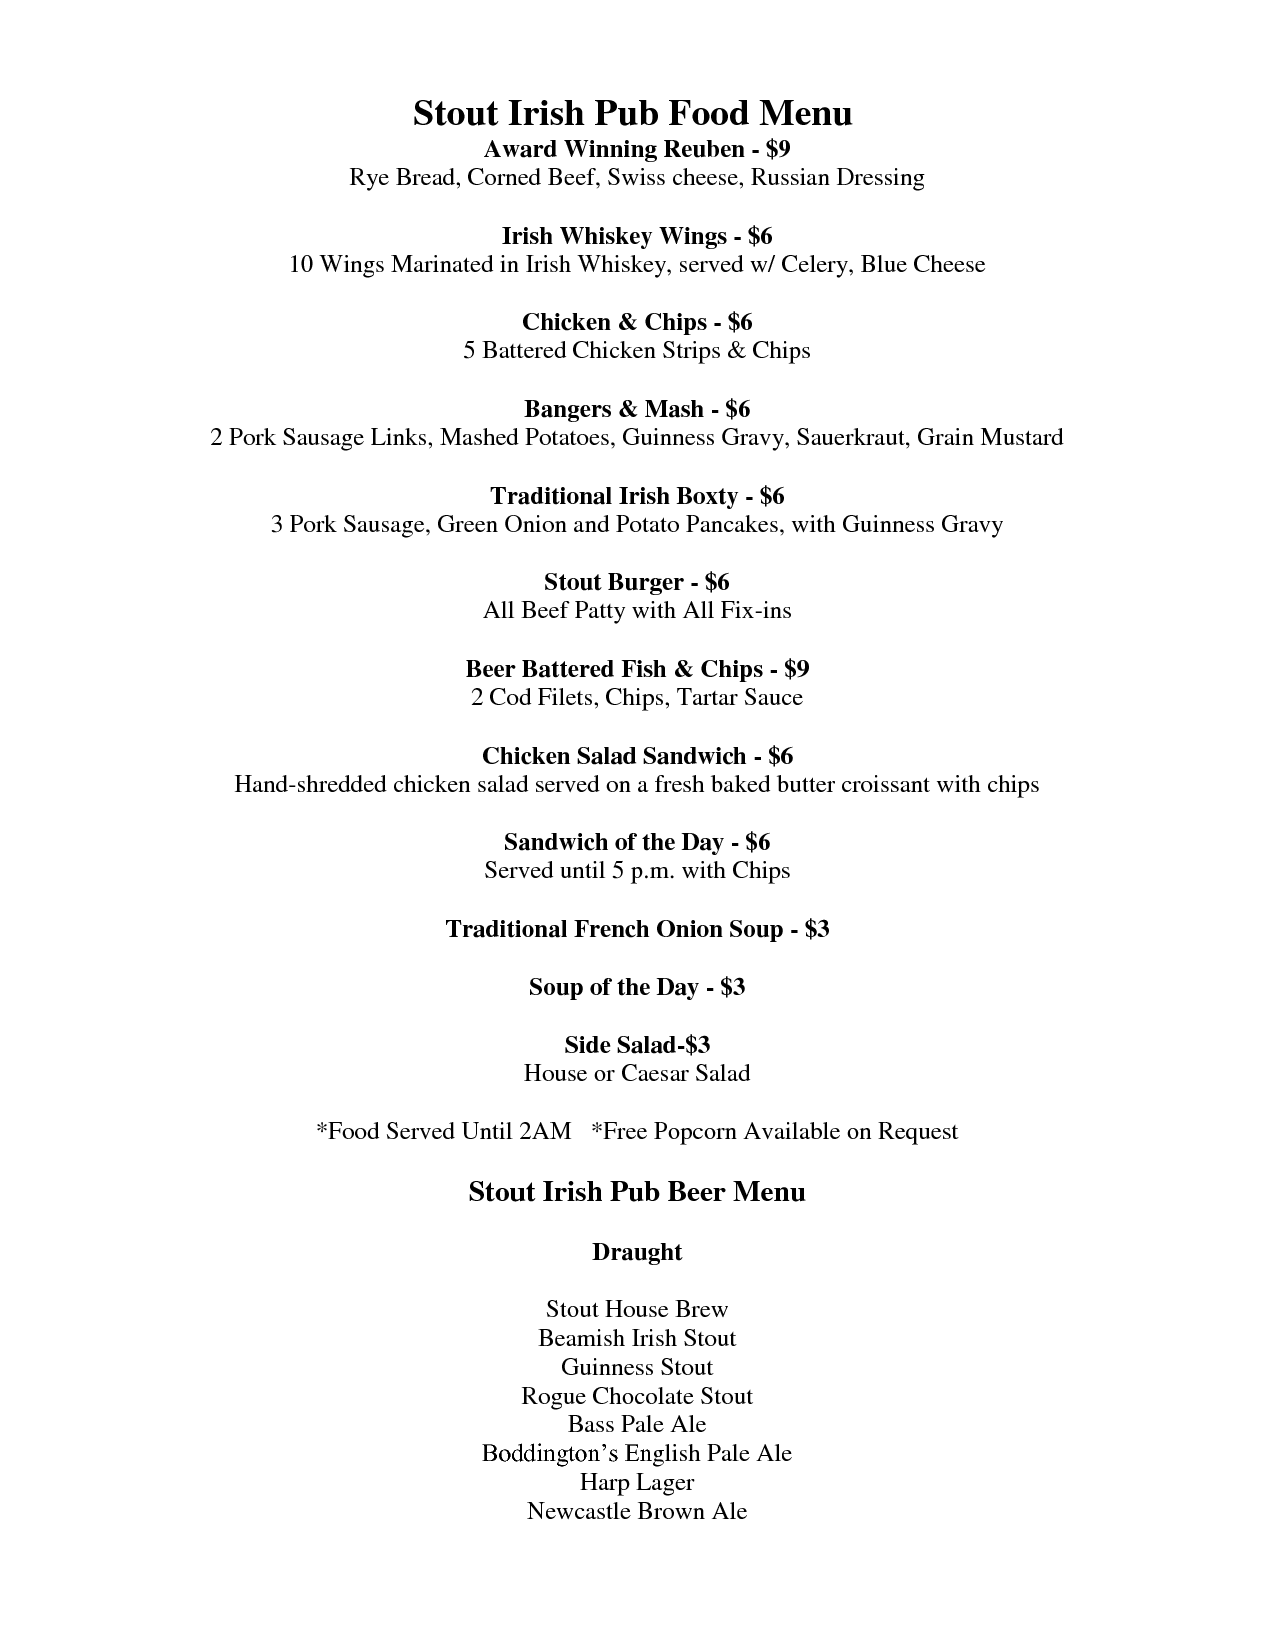 Stout Irish Pub Food Menu
Award Winning Reuben - $9
Rye Bread, Corned Beef, Swiss cheese, Russian Dressing
Irish Whiskey Wings - $6
10 Wings Marinated in Irish Whiskey, served w/ Celery, Blue Cheese
Chicken & Chips - $6
5 Battered Chicken Strips & Chips
Bangers & Mash - $6
2 Pork Sausage Links, Mashed Potatoes, Guinness Gravy, Sauerkraut, Grain Mustard
Traditional Irish Boxty - $6
3 Pork Sausage, Green Onion and Potato Pancakes, with Guinness Gravy
Stout Burger - $6
All Beef Patty with All Fix-ins
Beer Battered Fish & Chips - $9
2 Cod Filets, Chips, Tartar Sauce
Chicken Salad Sandwich - $6
Hand-shredded chicken salad served on a fresh baked butter croissant with chips
Sandwich of the Day - $6
Served until 5 p.m. with Chips
Traditional French Onion Soup - $3
Soup of the Day - $3
Side Salad-$3
House or Caesar Salad
*Food Served Until 2AM   *Free Popcorn Available on Request
Stout Irish Pub Beer Menu
Draught
Stout House Brew
Beamish Irish Stout
Guinness Stout
Rogue Chocolate Stout
Bass Pale Ale
Boddington’s English Pale Ale
Harp Lager
Newcastle Brown Ale